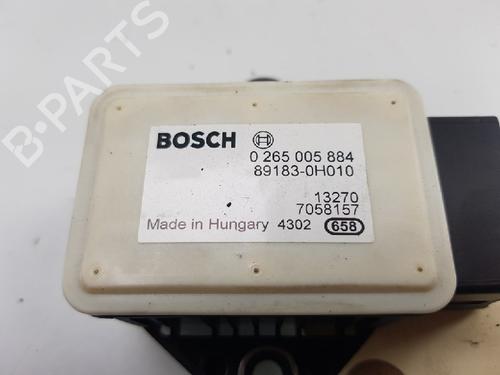 B-PARTS
BOSCH
0 265 005 884
89183-0H010
13270
7058157
Made in Hungary 4302 658